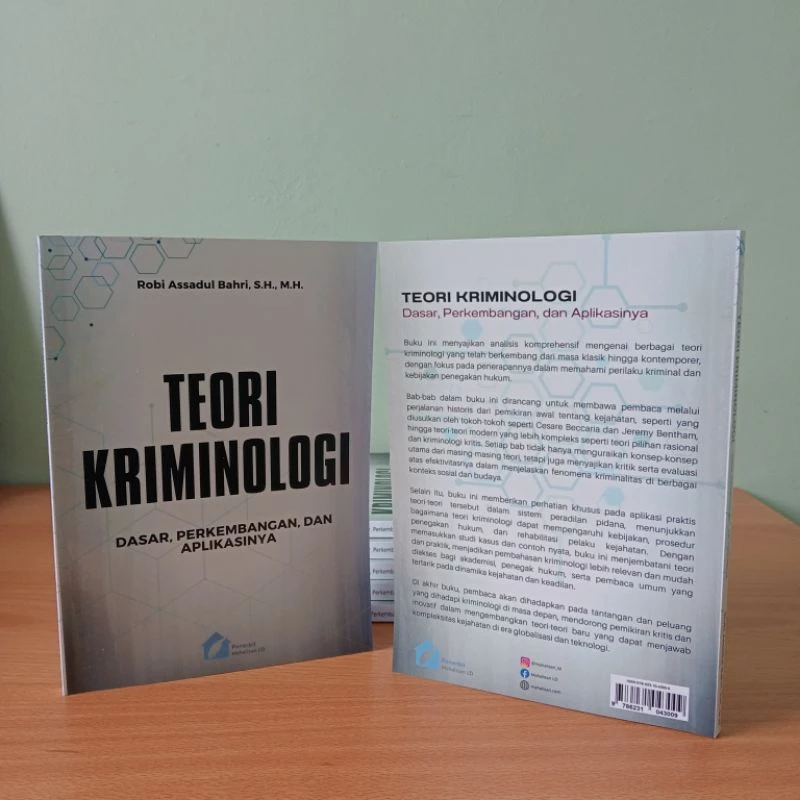 Robi Assadul Bahri, S.H., M.H.
TEORI
KRIMINOLOGI
DASAR, PERKEMBANGAN, DAN
APLIKASINYA
Penerbit
Mahatsan LD
TEORI KRIMINOLOGI
Dasar, Perkembangan, dan Aplikasinya
Buku ini menyajikan analisis komprehensif mengenai berbagai teori
kriminologi yang telah berkembang dari masa klasik hingga kontemporer,
dengan fokus pada penerapannya dalam memahami perilaku kriminal dan
kebijakan penegakan hukum.
Bab-bab dalam buku ini dirancang untuk membawa pembaca melalui
perjalanan historis dari pemikiran awal tentang kejahatan, seperti yang
diusulkan oleh tokoh-tokoh seperti Cesare Beccaria dan Jeremy Bentham,
hingga teori-teori modern yang lebih kompleks seperti teori pilihan rasional
dan kriminologi kritis. Setiap bab tidak hanya menguraikan konsep-konsep
utama dari masing masing teori, tetapi juga menyajikan kritik serta evaluasi
atas efektivitasnya dalam menjelaskan fenomena kriminalitas di berbagai
konteks sosial dan budaya.
Selain itu, buku ini memberikan perhatian khusus pada aplikasi praktis
teori-teori tersebut dalam sistem peradilan pidana, menunjukkan
bagaimana teori kriminologi dapat mempengaruhi kebijakan, prosedur
penegakan hukum, dan rehabilitasi pelaku kejahatan. Dengan
memasukkan studi kasus dan contoh nyata, buku ini menjembatani teori
dan praktik, menjadikan pembahasan kriminologi lebih relevan dan mudah
diakses bagi akademisi, penegak hukum, serta pembaca umum yang
tertarik pada dinamika kejahatan dan keadilan.
Di akhir buku, pembaca akan dihadapkan pada tantangan dan peluang
yang dihadapi kriminologi di masa depan, mendorong pemikiran kritis dan
inovatif dalam mengembangkan teori-teori baru yang dapat menjawab
kompleksitas kejahatan di era globalisasi dan teknologi.
Penerbit
9 786231 043009